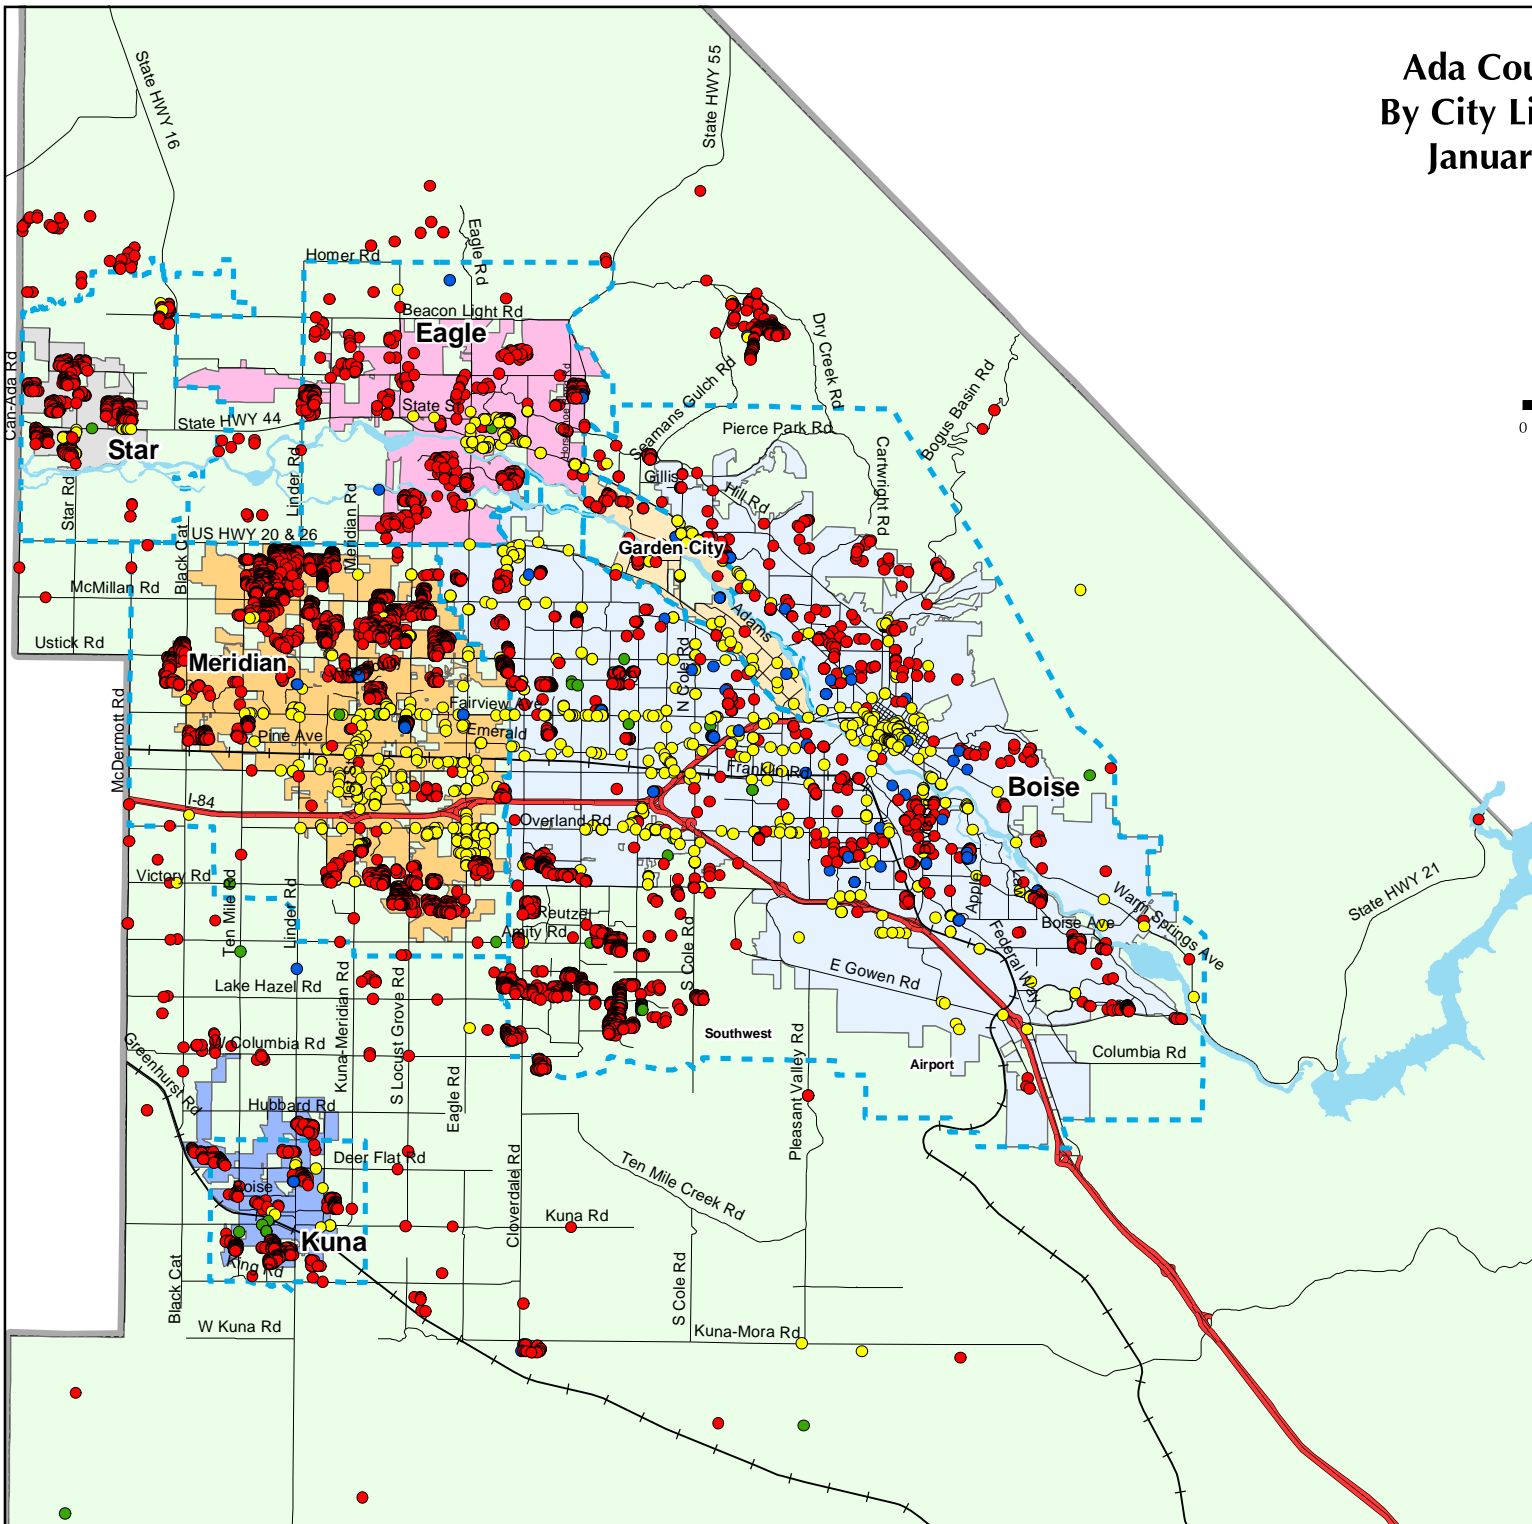 Ada Cou
By City Li
Januar
0
State HWY 16
State HWY 55
Homer Rd
Eagle Rd
Beacon Light Rd
Eagle
Dry Creek Rd
Seamans Gulch Rd
Bogus Basin Rd
Can-Ada Rd
State HWY 44
State St
Star
Pierce Park Rd
Cartwright Rd
Gillis
Hill Rd
Star Rd
Linder Rd
Meridian Rd
Black Cat
US HWY 20 & 26
Garden City
McMillan Rd
Adams
Ustick Rd
Meridian
N Cole Rd
McDermott Rd
Fairview Ave
Emerald
Pine Ave
Franklin Rd
Boise
I-84
Overland Rd
Victory Rd
Ten Mile Rd
Linder Rd
Reutzel
Amity Rd
Apple
Law
Boise Ave
Warm Springs Ave
State HWY 21
Federal Way
S Cole Rd
E Gowen Rd
Lake Hazel Rd
Kuna-Meridian Rd
S Locust Grove Rd
Southwest
Airport
Pleasant Valley Rd
W Columbia Rd
Columbia Rd
Greenhurst Rd
Hubbard Rd
Eagle Rd
Deer Flat Rd
Boise
Cloverdale Rd
Ten Mile Creek Rd
Kuna Rd
Kuna
King Rd
Black Cat
S Cole Rd
W Kuna Rd
Kuna-Mora Rd